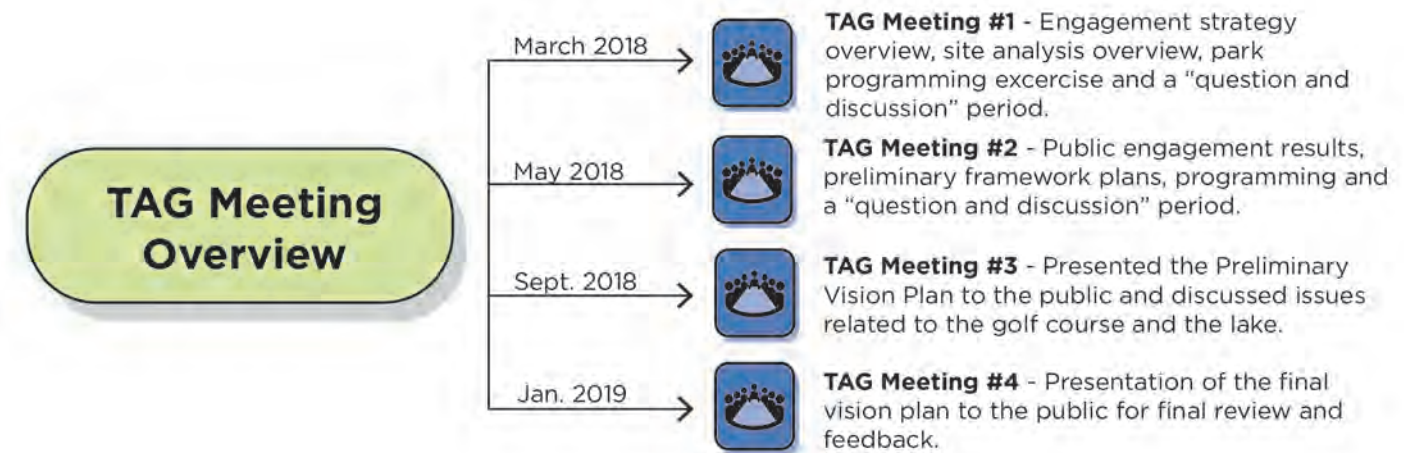 TAG Meeting
Overview
March 2018
TAG Meeting #1 - Engagement strategy
overview, site analysis overview, park
programming excercise and a “question and
discussion” period.
May 2018
TAG Meeting #2 - Public engagement results,
preliminary framework plans, programming and
a “question and discussion” period.
Sept. 2018
TAG Meeting #3 - Presented the Preliminary
Vision Plan to the public and discussed issues
related to the golf course and the lake.
Jan. 2019
TAG Meeting #4 - Presentation of the final
vision plan to the public for final review and
feedback.